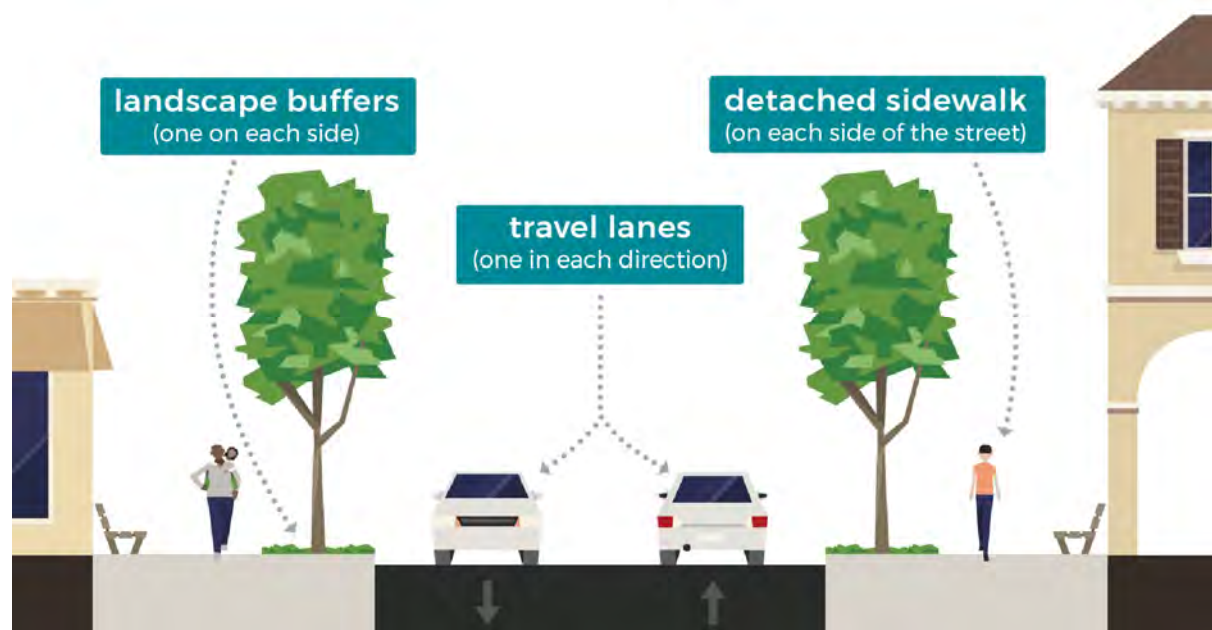 landscape buffers
(one on each side)
detached sidewalk
(on each side of the street)
travel lanes
(one in each direction)